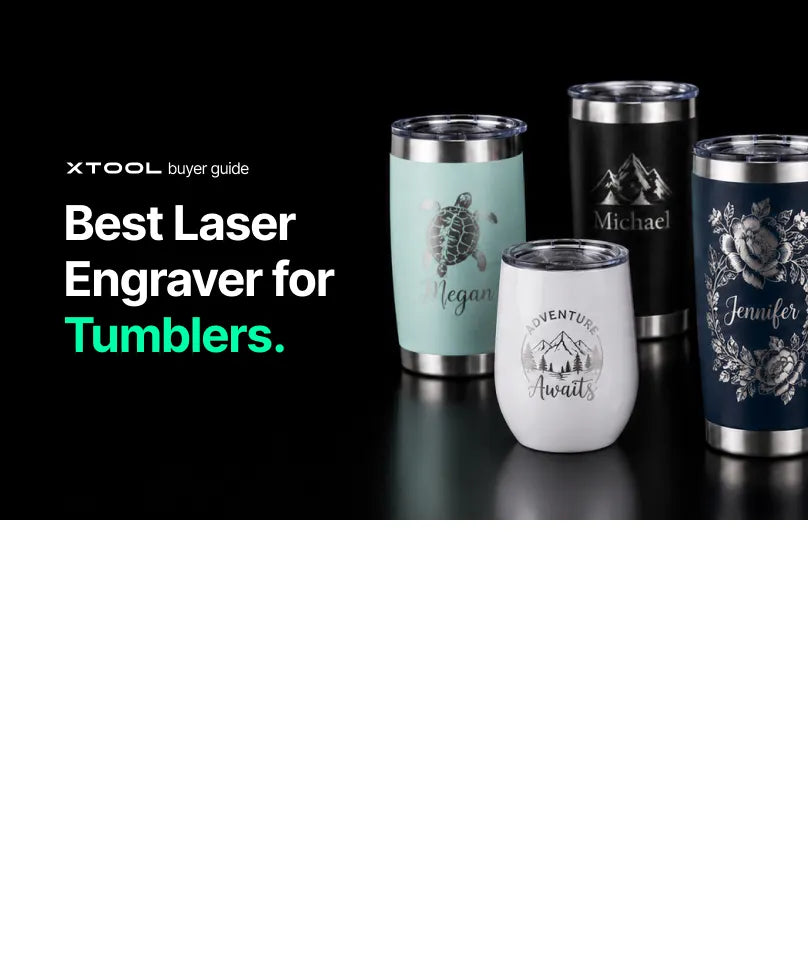 XTOOL buyer guide
Best Laser
Engraver for
Tumblers.
Megan
Michael
ADVENTURE
Awaits
Jennifer